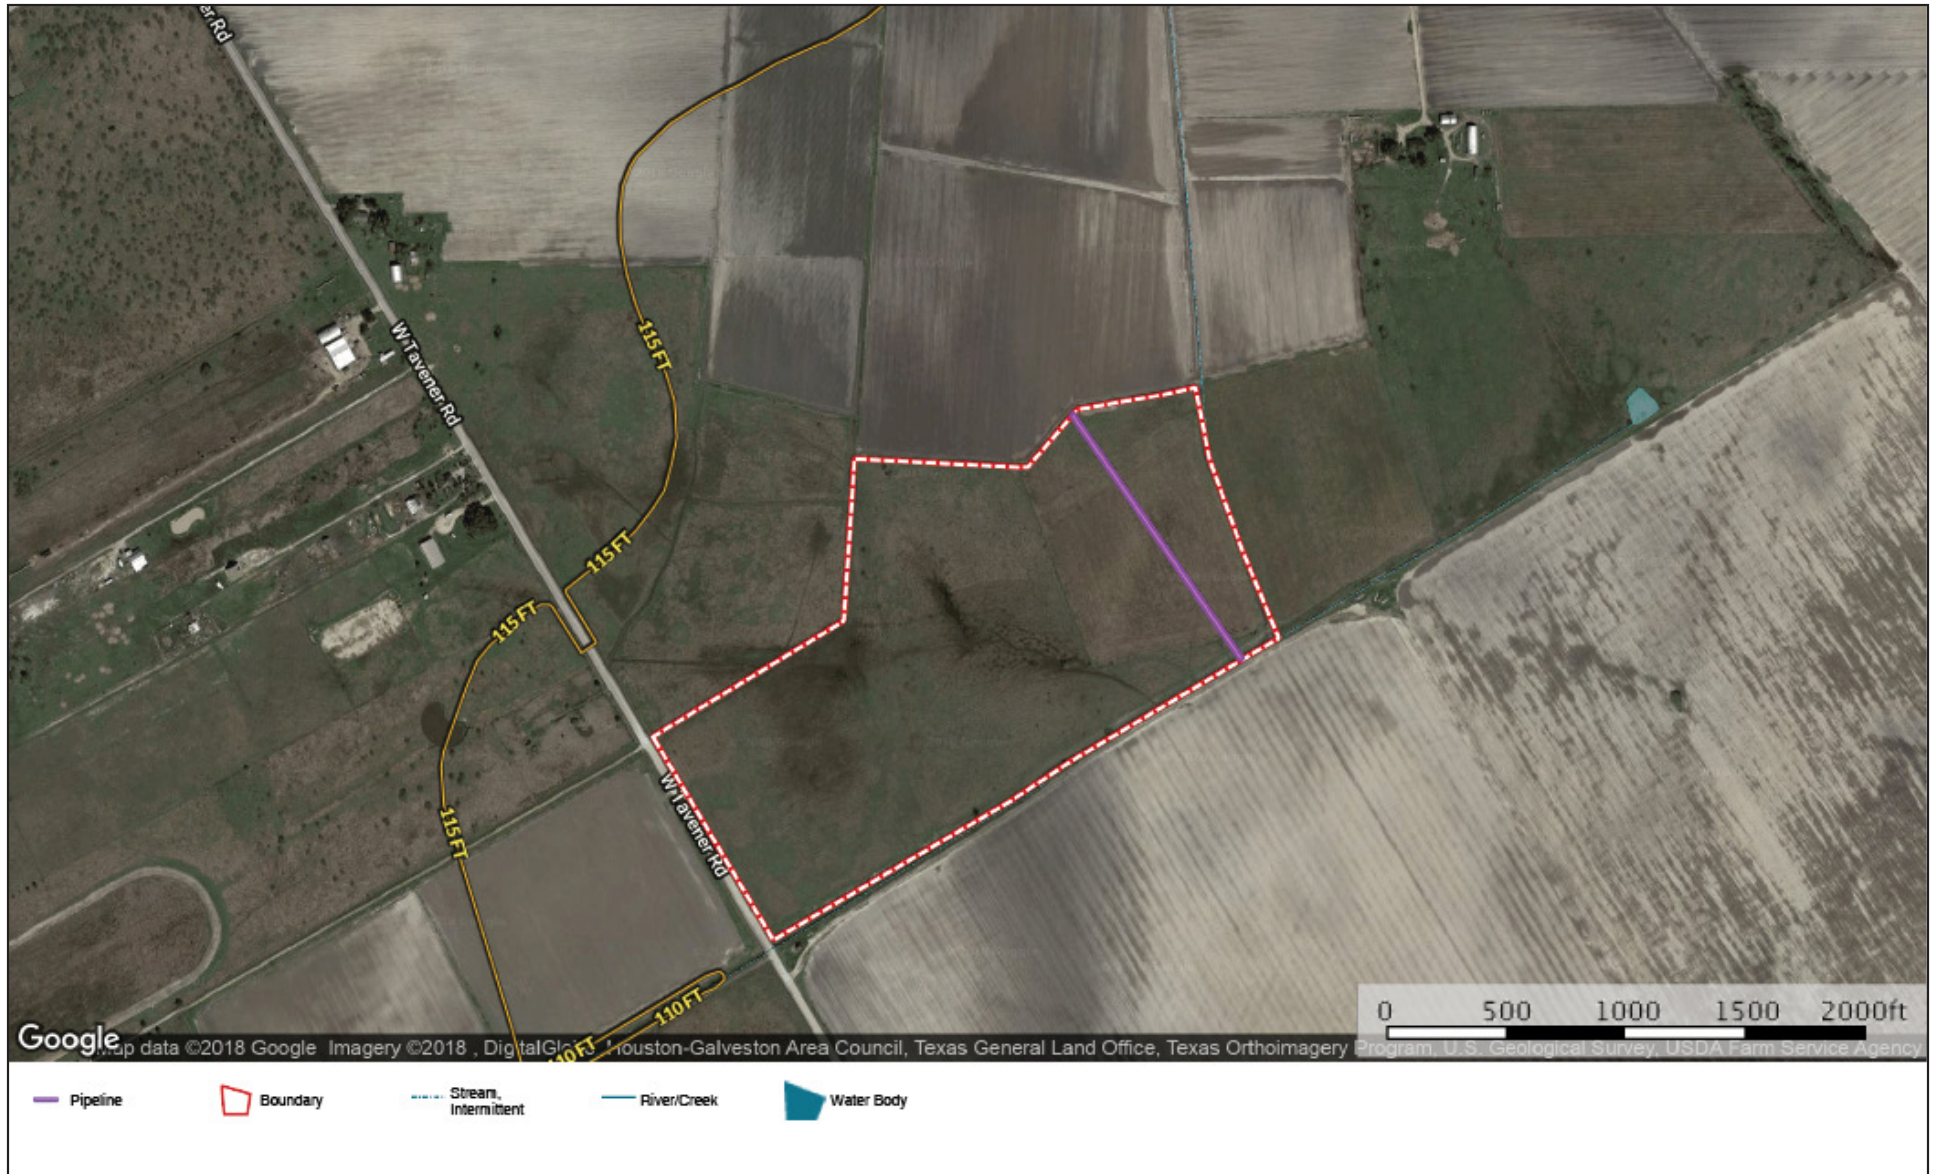 er Rd
115 FT
W Tavener Rd
115 FT
115 FT
115 FT
W Tavener Rd
110 FT
110 FT
0 500 1000 1500 2000ft
Google
Map data ©2018 Google Imagery ©2018 , DigitalGlobe, Houston-Galveston Area Council, Texas General Land Office, Texas Orthoimagery Program, U.S. Geological Survey, USDA Farm Service Agency
Pipeline
Boundary
Stream,
Intermittent
River/Creek
Water Body